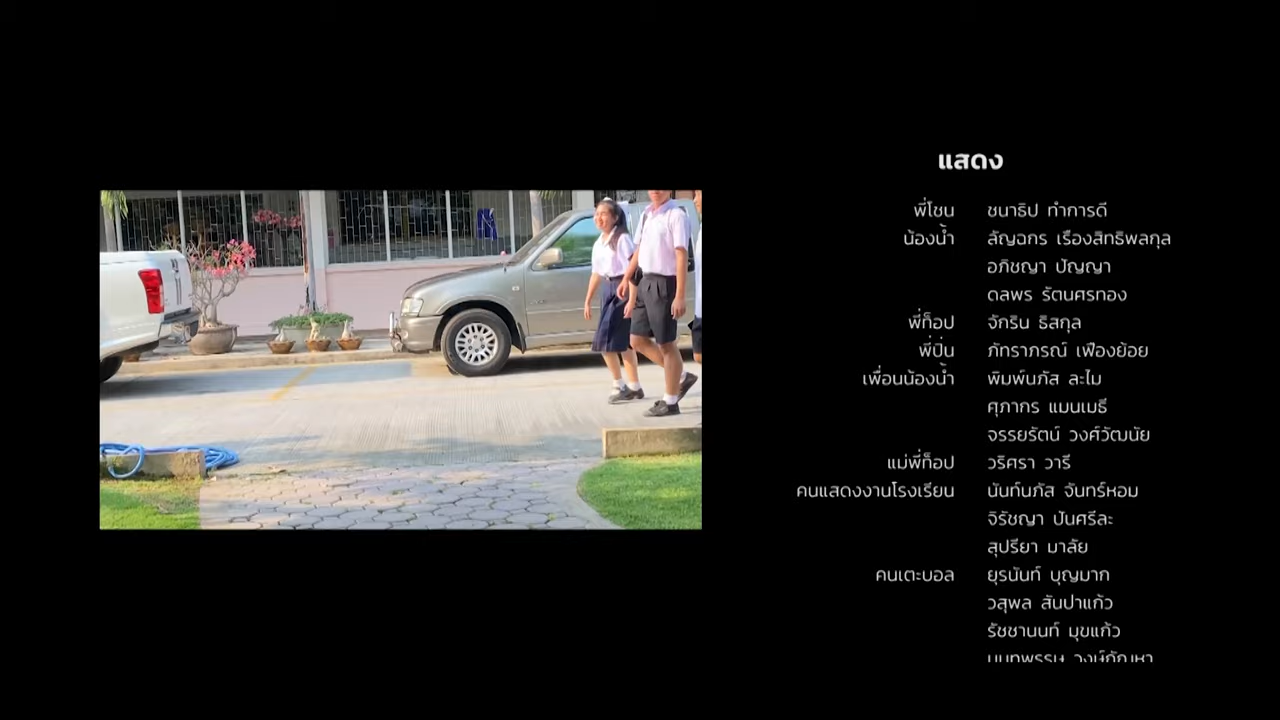 แสดง
พี่โชน ชนาธิป ทำการดี
น้องน้ำ ลัญฉกร เรืองสิทธิพลกุล
อภิชญา ปัญญา
ดลพร รัตนศรทอง
พี่ท็อป จักริน ธิสกุล
พี่ปิ่น ภัทราภรณ์ เฟืองย้อย
เพื่อนน้องน้ำ พิมพ์นภัส ละไม
ศุภากร แมนเมธี
จรรยรัตน์ วงศ์วัฒนัย
แม่พี่ท็อป วริศรา วารี
คนแสดงงานโรงเรียน นันท์นภัส จันทร์หอม
จิรัชญา ปันศรีละ
สุปรียา มาลัย
คนเตะบอล ยุรนันท์ บุญมาก
วสุพล สันปาแก้ว
รัชชานนท์ มุขแก้ว